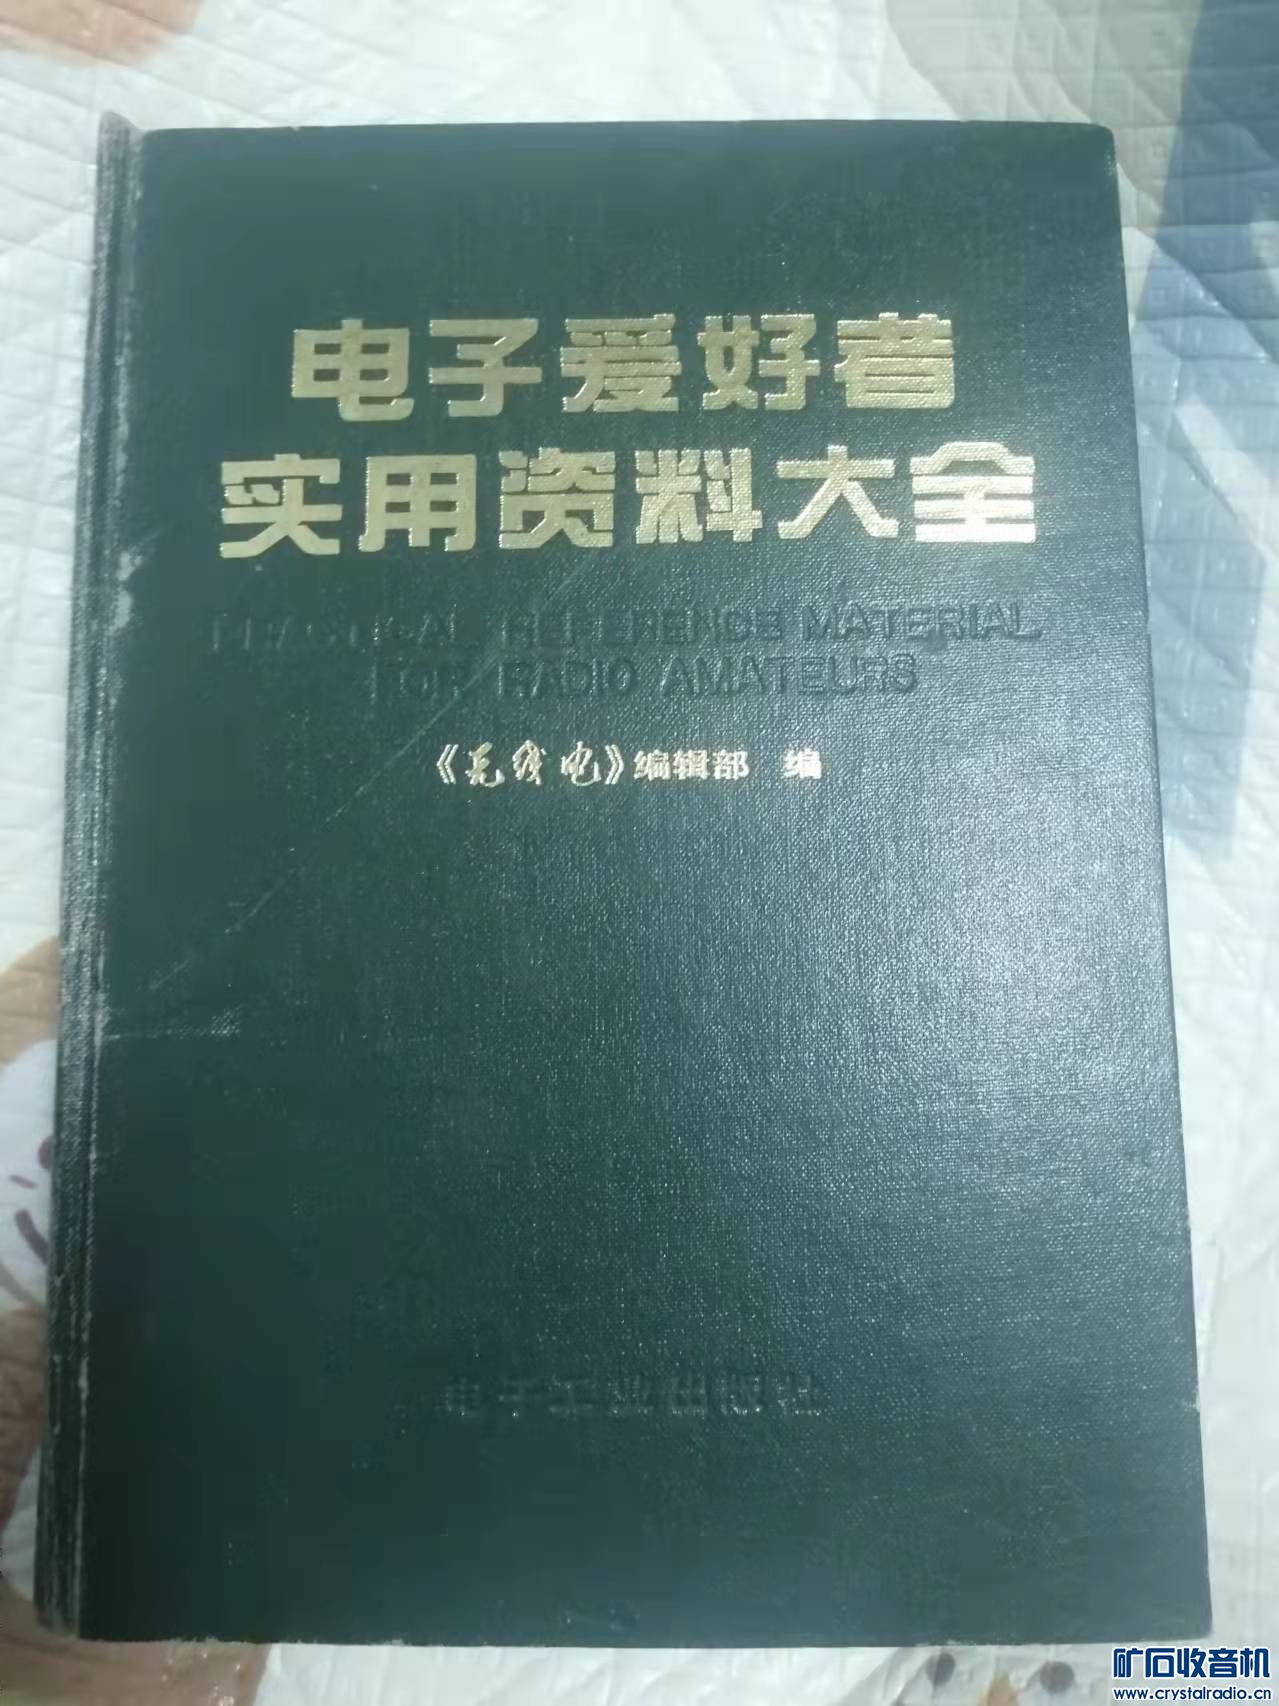 电子爱好者
实用资料大全
PRACTICAL REFERENCE MATERIAL
FOR RADIO AMATEURS
《无线电》编辑部 编
电子工业出版社
矿石收音机
www.crystalradio.cn